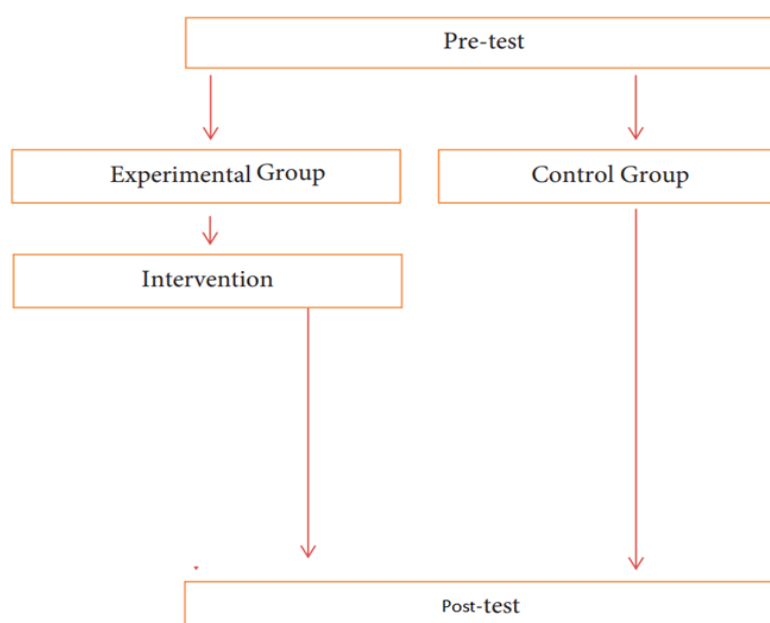 Pre-test
Experimental Group
Control Group
Intervention
Post-test